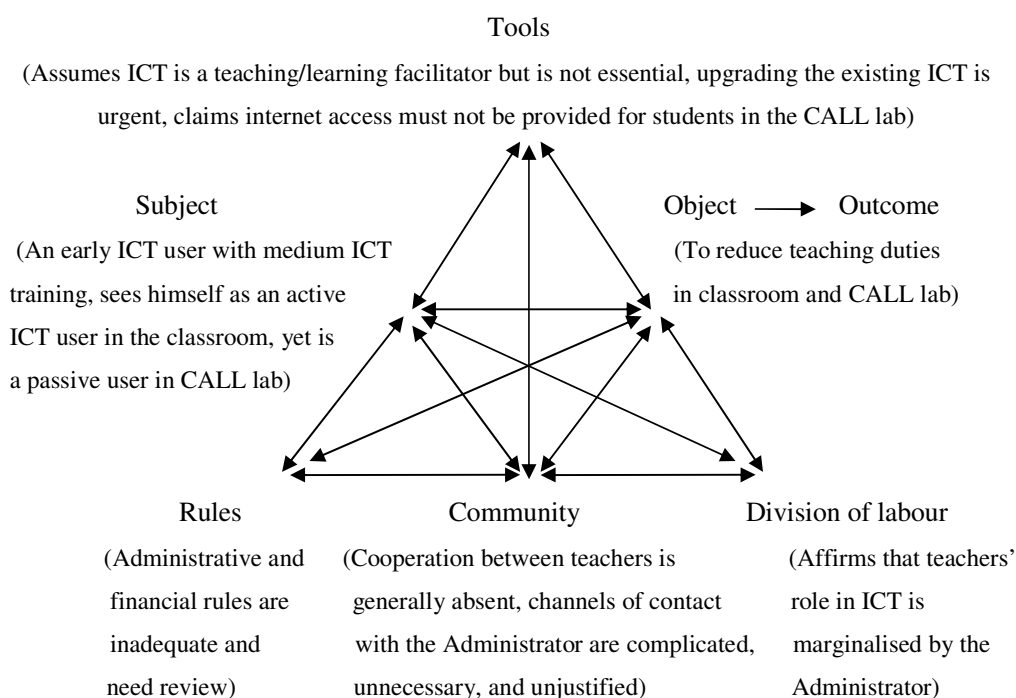 Tools
(Assumes ICT is a teaching/learning facilitator but is not essential, upgrading the existing ICT is
urgent, claims internet access must not be provided for students in the CALL lab)
Subject
(An early ICT user with medium ICT
training, sees himself as an active
ICT user in the classroom, yet is
a passive user in CALL lab)
Object Outcome
(To reduce teaching duties
in classroom and CALL lab)
Rules
(Administrative and
financial rules are
inadequate and
need review)
Community
(Cooperation between teachers is
generally absent, channels of contact
with the Administrator are complicated,
unnecessary, and unjustified)
Division of labour
(Affirms that teachers’
role in ICT is
marginalised by the
Administrator)